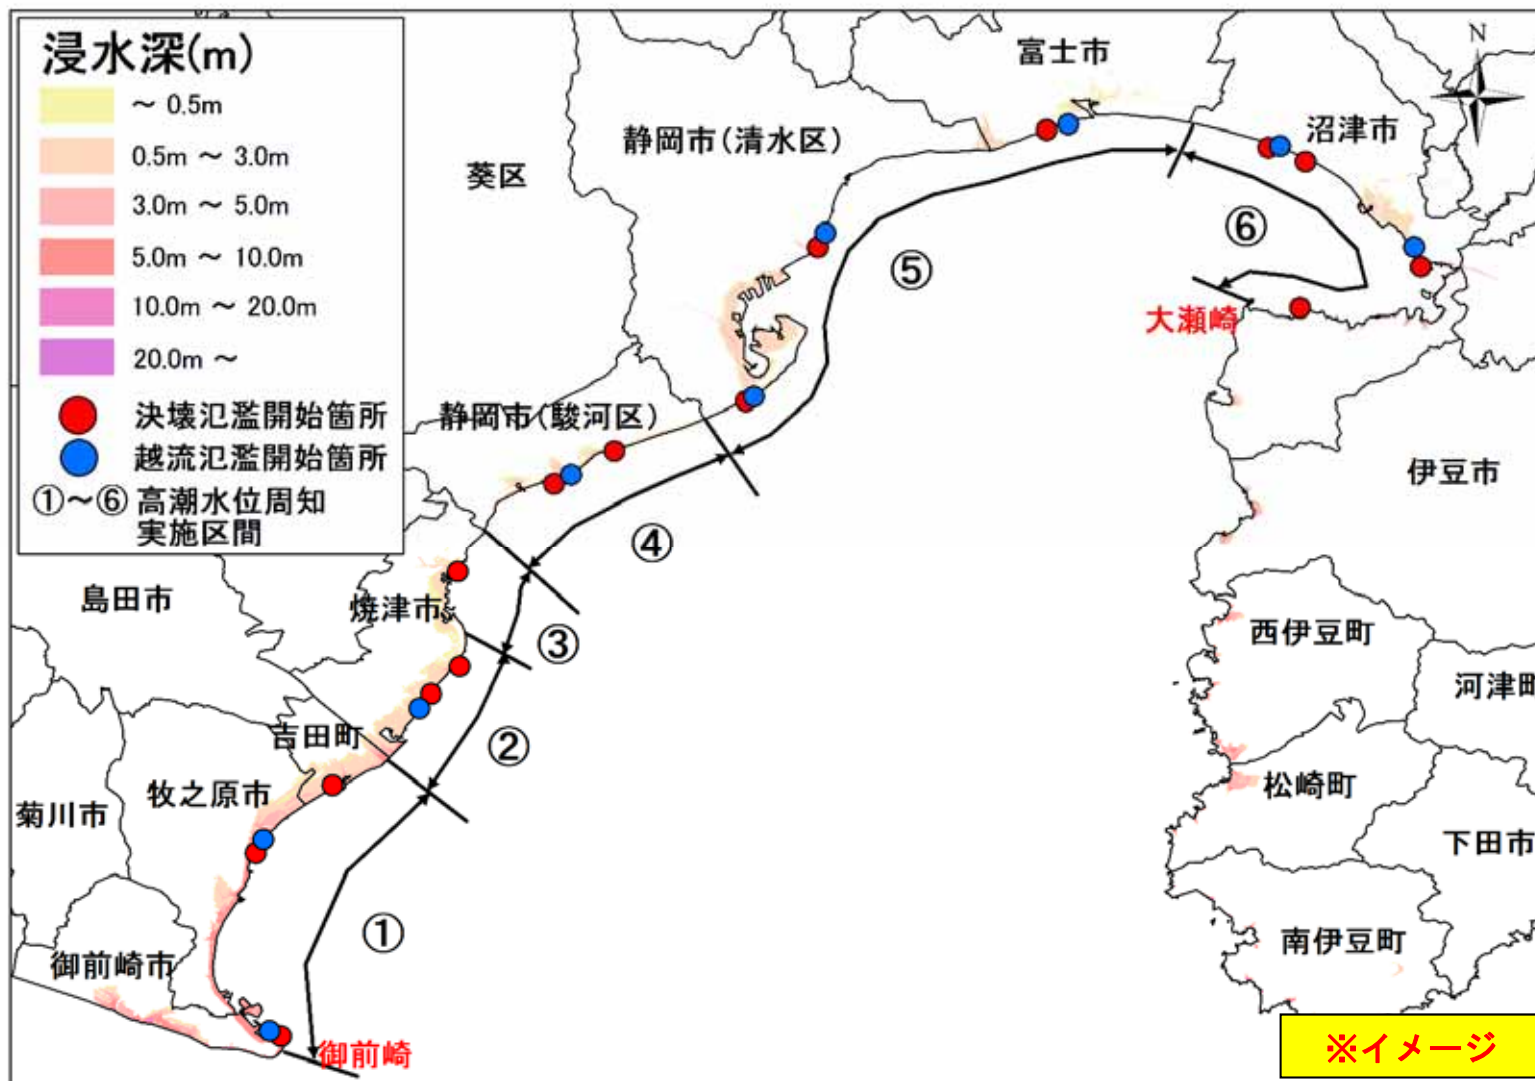 浸水深(m)
～ 0.5m
0.5m ～ 3.0m
3.0m ～ 5.0m
5.0m ～ 10.0m
10.0m ～ 20.0m
20.0m ～
決壊氾濫開始箇所
越流氾濫開始箇所
①～⑥ 高潮水位周知
実施区間
N
富士市
沼津市
静岡市(清水区)
葵区
⑥
⑤
大瀬崎
静岡市(駿河区)
伊豆市
④
島田市
焼津市
③
西伊豆町
河津町
吉田町
②
牧之原市
松崎町
菊川市
下田市
①
南伊豆町
御前崎市
御前崎
※イメージ